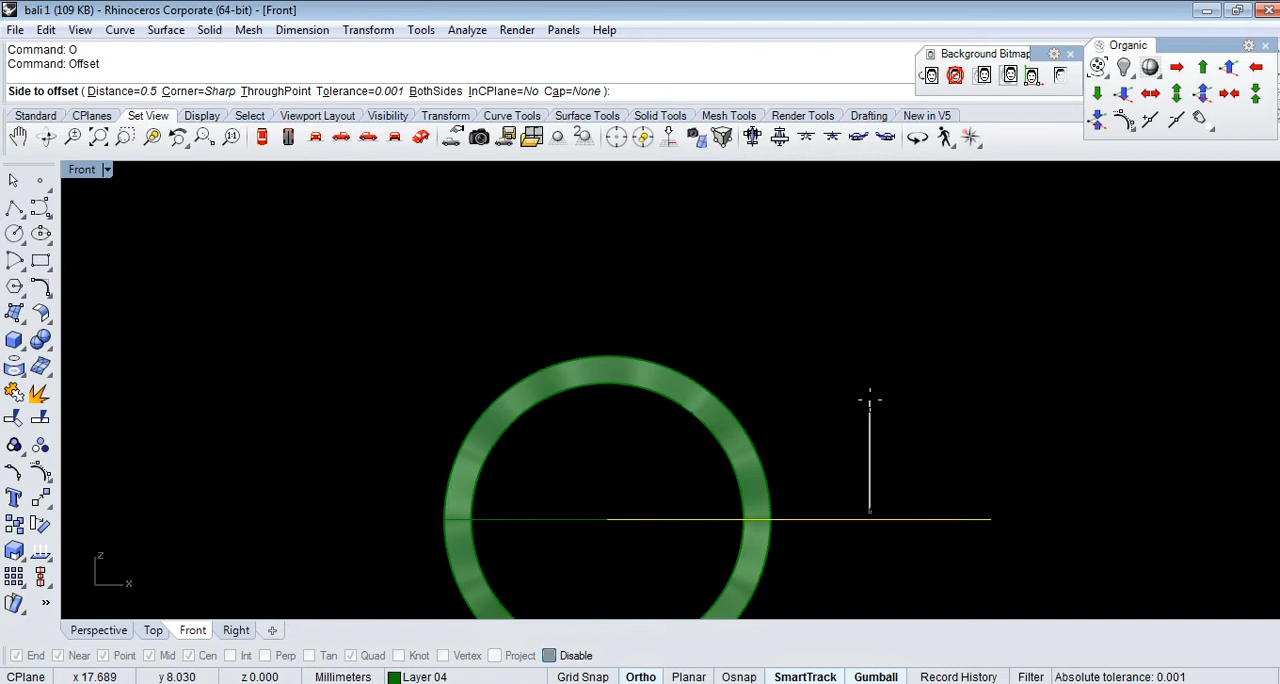 bali 1 (109 KB) - Rhinoceros Corporate (64-bit) - [Front]
File Edit View Curve Surface Solid Mesh Dimension Transform Tools Analyze Render Panels Help
Command: O
Command: Offset
Side to offset ( Distance=0.5 Corner=Sharp ThroughPoint Tolerance=0.001 BothSides InCPlane=No Cap=None ):
Background Bitmap
Organic
Standard CPlanes Set View Display Select Viewport Layout Visibility Transform Curve Tools Surface Tools Solid Tools Mesh Tools Render Tools Drafting New in V5
Front
z
x
Perspective Top Front Right
End Near Point Mid Cen Int Perp Tan Quad Knot Vertex Project Disable
CPlane x 17.689 y 8.030 z 0.000 Millimeters Layer 04 Grid Snap Ortho Planar Osnap SmartTrack Gumball Record History Filter Absolute tolerance: 0.001